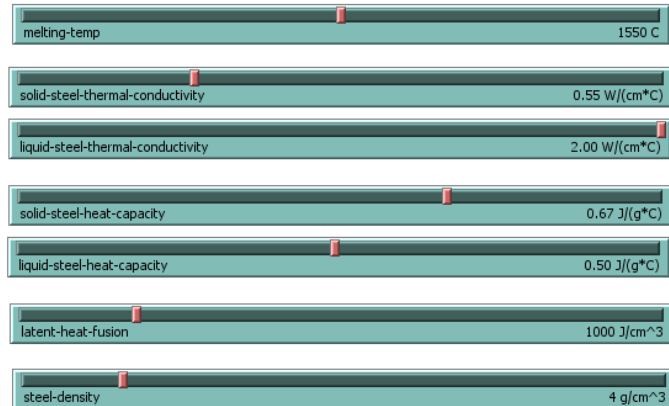 melting-temp 1550 C
solid-steel-thermal-conductivity 0.55 W/(cm*C)
liquid-steel-thermal-conductivity 2.00 W/(cm*C)
solid-steel-heat-capacity 0.67 J/(g*C)
liquid-steel-heat-capacity 0.50 J/(g*C)
latent-heat-fusion 1000 J/cm^3
steel-density 4 g/cm^3